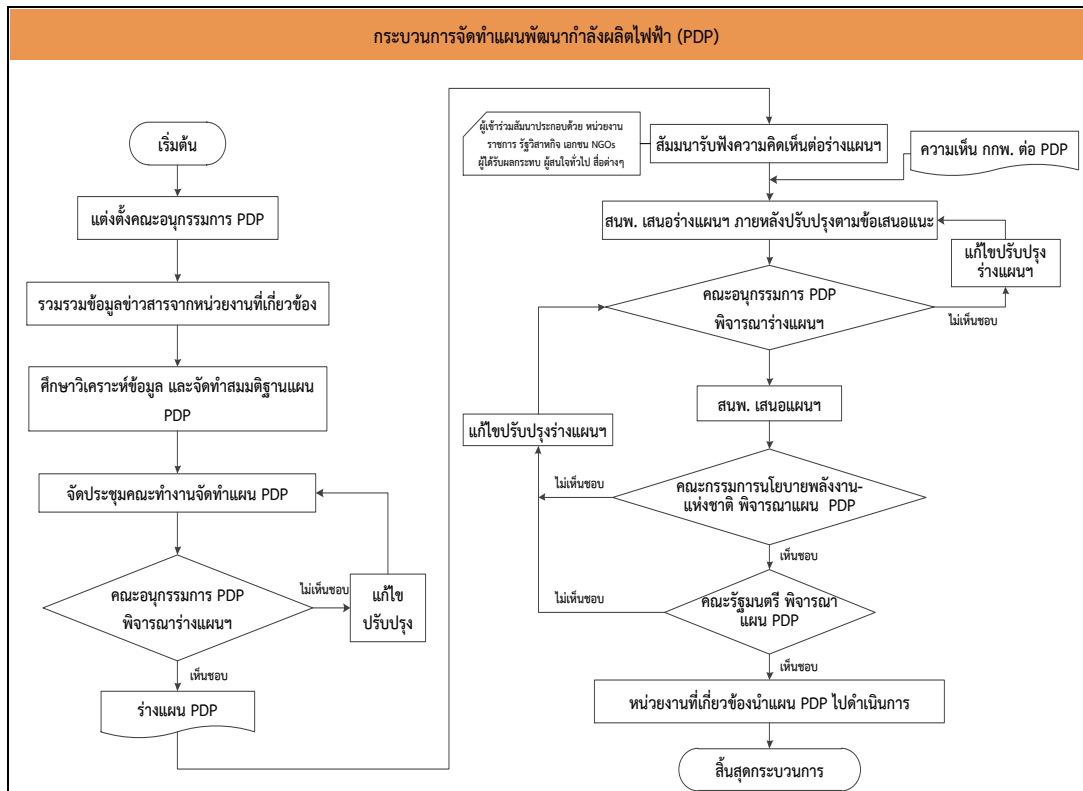 กระบวนการจัดทำแผนพัฒนากำลังผลิตไฟฟ้า (PDP)
เริ่มต้น
แต่งตั้งคณะอนุกรรมการ PDP
รวมรวมข้อมูลข่าวสารจากหน่วยงานที่เกี่ยวข้อง
ศึกษาวิเคราะห์ข้อมูล และจัดทำสมมติฐานแผน
PDP
จัดประชุมคณะทำงานจัดทำแผน PDP
คณะอนุกรรมการ PDP
พิจารณาร่างแผนฯ
ไม่เห็นชอบ
แก้ไข
ปรับปรุง
เห็นชอบ
ร่างแผน PDP
ผู้เข้าร่วมสัมนาประกอบด้วย หน่วยงาน
ราชการ รัฐวิสาหกิจ เอกชน NGOs
ผู้ได้รับผลกระทบ ผู้สนใจทั่วไป สื่อต่างๆ
สัมมนารับฟังความคิดเห็นต่อร่างแผนฯ
ความเห็น กกพ. ต่อ PDP
สนพ. เสนอร่างแผนฯ ภายหลังปรับปรุงตามข้อเสนอแนะ
แก้ไขปรับปรุง
ร่างแผนฯ
คณะอนุกรรมการ PDP
พิจารณาร่างแผนฯ
ไม่เห็นชอบ
สนพ. เสนอแผนฯ
แก้ไขปรับปรุงร่างแผนฯ
ไม่เห็นชอบ
คณะกรรมการนโยบายพลังงาน-
แห่งชาติ พิจารณาแผน PDP
เห็นชอบ
ไม่เห็นชอบ
คณะรัฐมนตรี พิจารณา
แผน PDP
เห็นชอบ
หน่วยงานที่เกี่ยวข้องนำแผน PDP ไปดำเนินการ
สิ้นสุดกระบวนการ